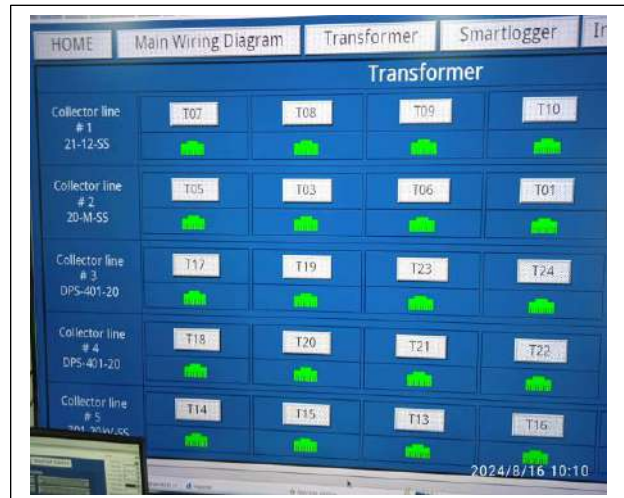 HOME Main Wiring Diagram Transformer Smartlogger
Transformer
Collector line
# 1
21-12-SS
T07 T08 T09 T10
Collector line
# 2
20-M-SS
T05 T03 T06 T01
Collector line
# 3
DPS-401-20
T17 T19 T23 T24
Collector line
# 4
DPS-401-20
T18 T20 T21 T22
Collector line
# 5
T14 T15 T13 T16
2024/8/16 10:10